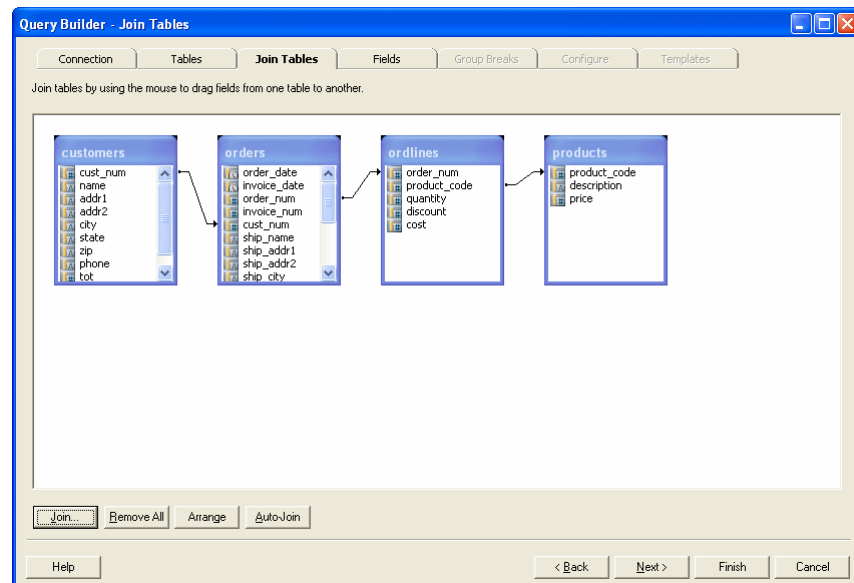 Query Builder - Join Tables
Connection Tables Join Tables Fields Group Breaks Configure Templates
Join tables by using the mouse to drag fields from one table to another.
customers
cust_num
name
addr1
addr2
city
state
zip
phone
tot
orders
order_date
invoice_date
order_num
invoice_num
cust_num
ship_name
ship_addr1
ship_addr2
ship_city
ordlines
order_num
product_code
quantity
discount
cost
products
product_code
description
price
Join... Remove All Arrange Auto-Join
Help < Back Next > Finish Cancel